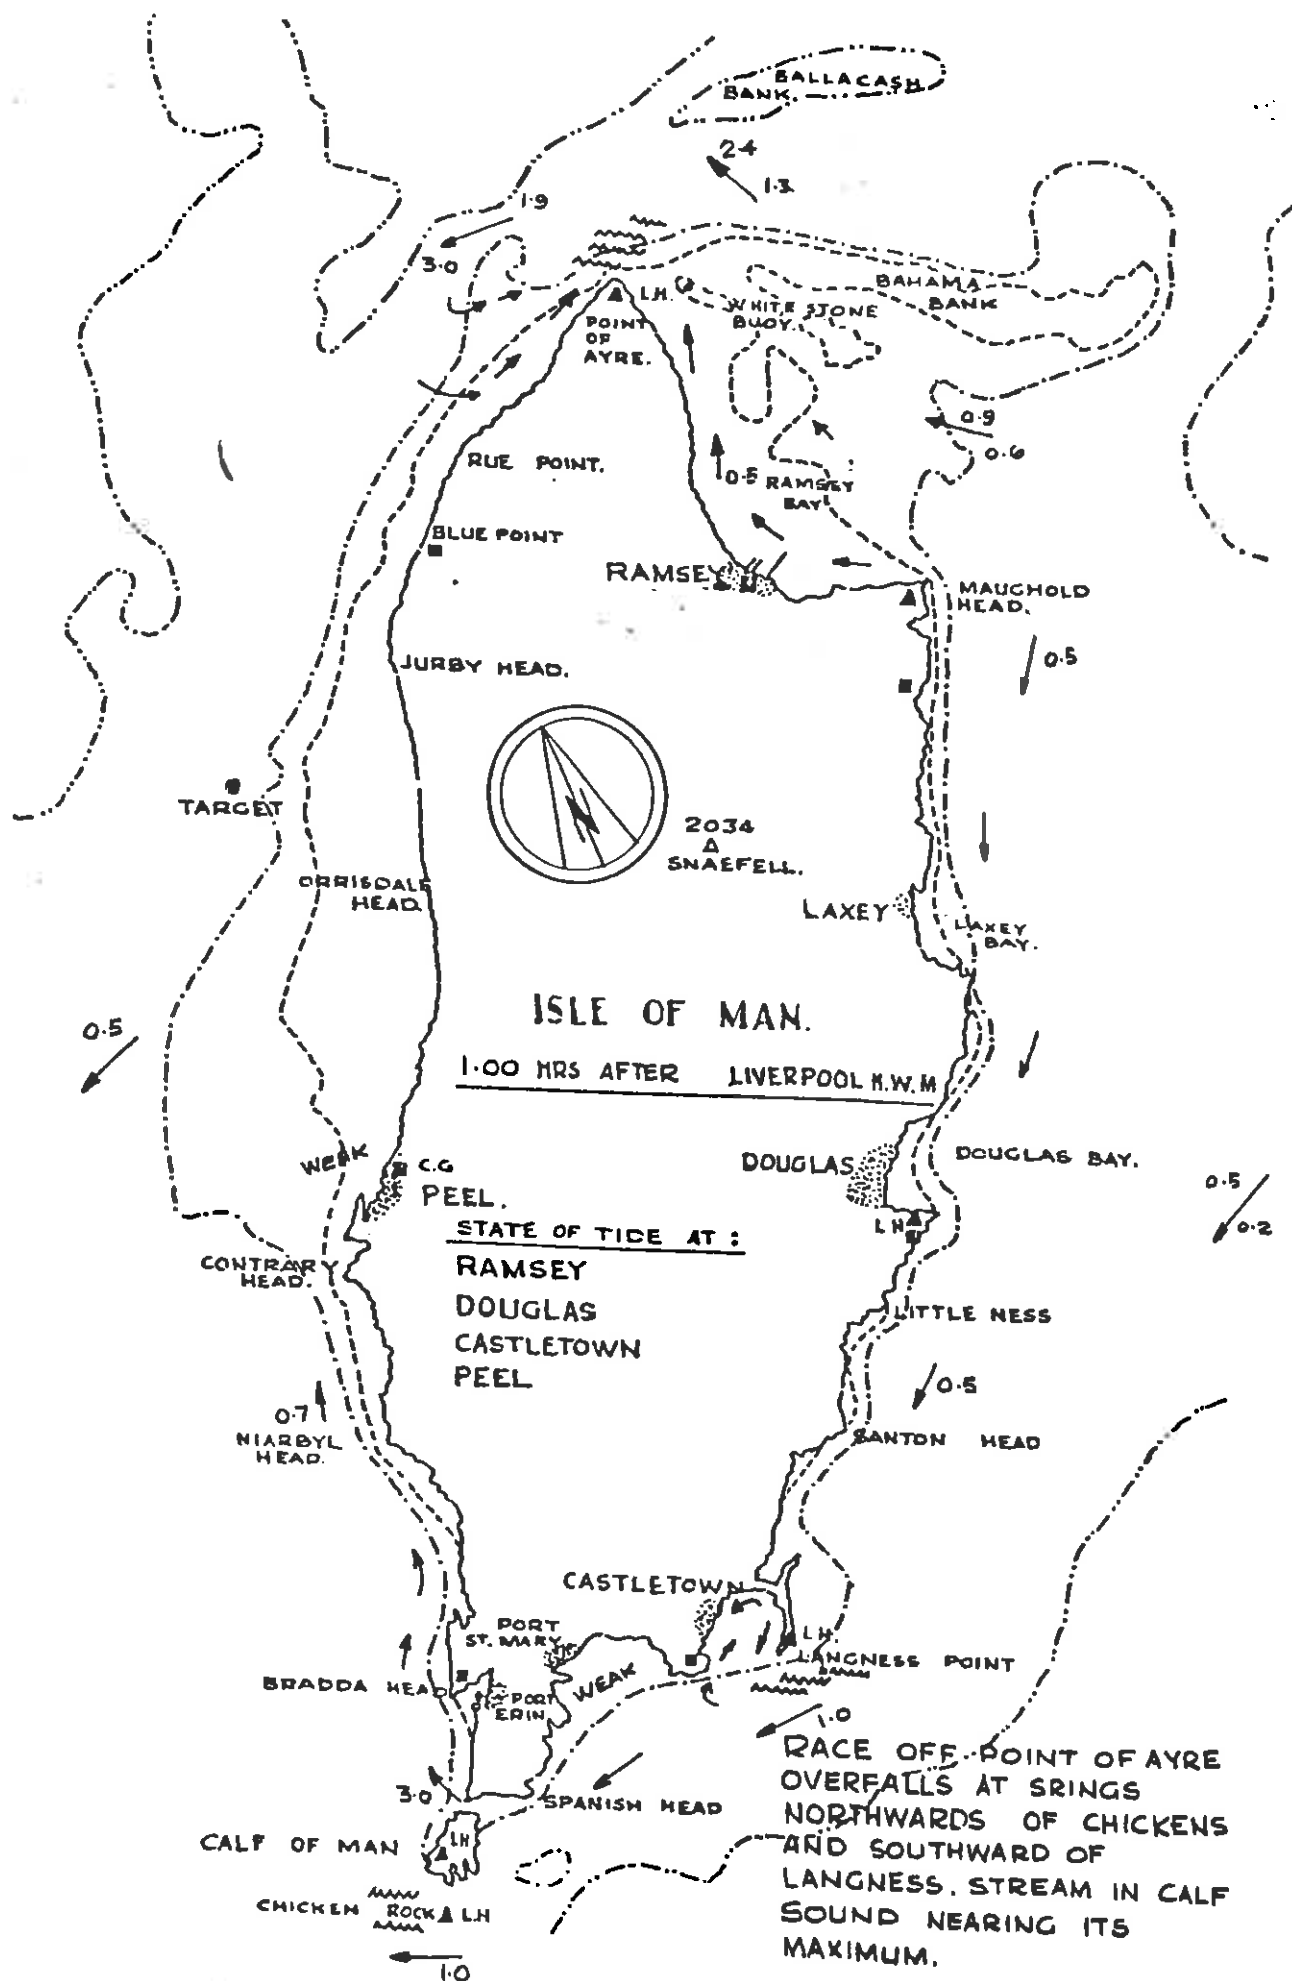 BALLACASH
BANK.
2.4
1.3
1.9
3.0
L.H.
BAHAMA
BANK
WHITE STONE
BUOY.
POINT
OF
AYRE.
0.9
0.6
RUE POINT.
0.5 RAMSEY
BAY
BLUE POINT
RAMSEY
MAUGHOLD
HEAD.
0.5
JURBY HEAD.
TARGET
2034
SNAEFELL.
ORRISDALE
HEAD
LAXEY
LAXEY
BAY.
ISLE OF MAN.
0.5
1.00 HRS AFTER LIVERPOOL H.W.M
WEAK
C.G
PEEL.
DOUGLAS
DOUGLAS BAY.
0.5
0.2
L H
STATE OF TIDE AT :
RAMSEY
DOUGLAS
CASTLETOWN
PEEL
CONTRARY
HEAD.
LITTLE NESS
0.5
0.7
NIARBYL
HEAD.
SANTON HEAD
CASTLETOWN
PORT
ST. MARY
L H.
LANGNESS POINT
BRADDA HEAD
PORT
ERIN
WEAK
1.0
3.0
SPANISH HEAD
CALF OF MAN
LH
CHICKEN ROCK L.H
1.0
RACE OFF POINT OF AYRE
OVERFALLS AT SRINGS
NORTHWARDS OF CHICKENS
AND SOUTHWARD OF
LANGNESS. STREAM IN CALF
SOUND NEARING ITS
MAXIMUM.